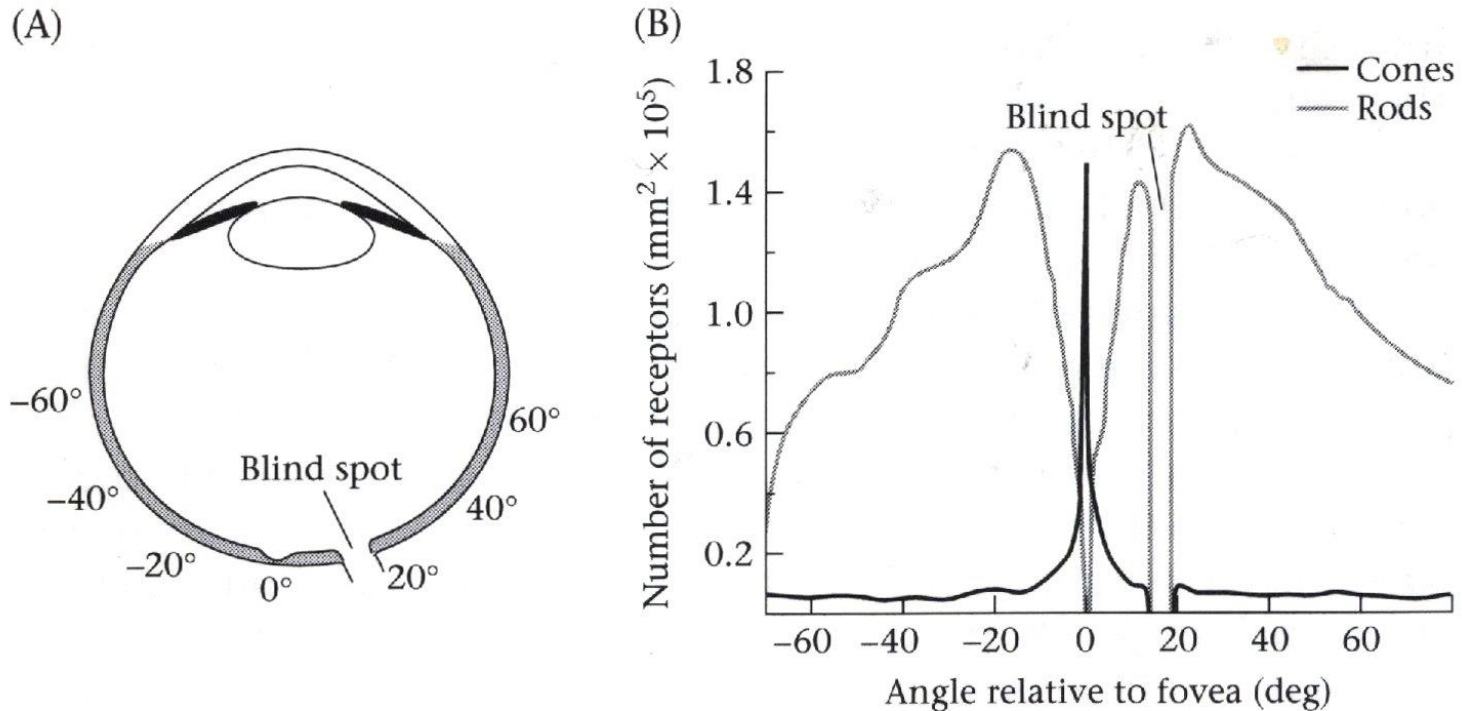 (A)
−60°
−40°
−20°
0°
20°
40°
60°
Blind spot
(B)
Number of receptors (mm² × 10⁵)
1.8
1.4
1.0
0.6
0.2
Blind spot
Cones
Rods
−60 −40 −20 0 20 40 60
Angle relative to fovea (deg)